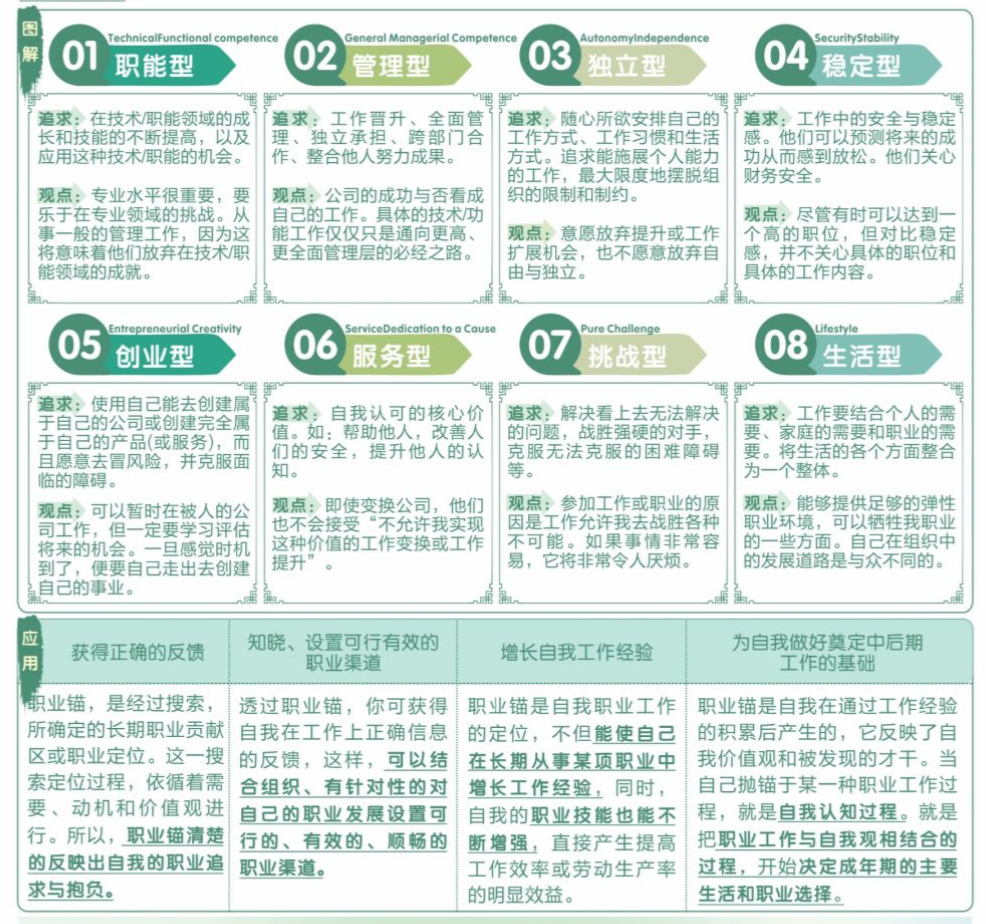 图解
01
TechnicalFunctional competence
职能型
追求：在技术/职能领域的成
长和技能的不断提高，以及
应用这种技术/职能的机会。
观点：专业水平很重要，要
乐于在专业领域的挑战。从
事一般的管理工作，因为这
将意味着他们放弃在技术/职
能领域的成就。
02
General Managerial Competence
管理型
追求：工作晋升、全面管
理、独立承担、跨部门合
作、整合他人努力成果。
观点：公司的成功与否看成
自己的工作。具体的技术/功
能工作仅仅只是通向更高、
更全面管理层的必经之路。
03
AutonomyIndependence
独立型
追求：随心所欲安排自己的
工作方式、工作习惯和生活
方式。追求能施展个人能力
的工作，最大限度地摆脱组
织的限制和制约。
观点：意愿放弃提升或工作
扩展机会，也不愿意放弃自
由与独立。
04
SecurityStability
稳定型
追求：工作中的安全与稳定
感。他们可以预测将来的成
功从而感到放松。他们关心
财务安全。
观点：尽管有时可以达到一
个高的职位，但对比稳定
感，并不关心具体的职位和
具体的工作内容。
05
Entrepreneurial Creativity
创业型
追求：使用自己能去创建属
于自己的公司或创建完全属
于自己的产品(或服务)，而
且愿意去冒风险，并克服面
临的障碍。
观点：可以暂时在被人的公
司工作，但一定要学习评估
将来的机会。一旦感觉时机
到了，便要自己走出去创建
自己的事业。
06
ServiceDedication to a Cause
服务型
追求：自我认可的核心价
值。如：帮助他人，改善人
们的安全，提升他人的认
知。
观点：即使变换公司，他们
也不会接受“不允许我实现
这种价值的工作变换或工作
提升”。
07
Pure Challenge
挑战型
追求：解决看上去无法解决
的问题，战胜强硬的对手，
克服无法克服的困难障碍
等。
观点：参加工作或职业的原
因是工作允许我去战胜各种
不可能。如果事情非常容
易，它将非常令人厌烦。
08
Lifestyle
生活型
追求：工作要结合个人的需
要、家庭的需要和职业的需
要。将生活的各个方面整合
为一个整体。
观点：能够提供足够的弹性
职业环境，可以牺牲我职业
的一些方面。自己在组织中
的发展道路是与众不同的。
应用
获得正确的反馈
职业锚，是经过搜索，
所确定的长期职业贡献
区或职业定位。这一搜
索定位过程，依循着需
要、动机和价值观进
行。所以，职业锚清楚
的反映出自我的职业追
求与抱负。
知晓、设置可行有效的
职业渠道
透过职业锚，你可获得
自我在工作上正确信息
的反馈，这样，可以结
合组织、有针对性的对
自己的职业发展设置可
行的、有效的、顺畅的
职业渠道。
增长自我工作经验
职业锚是自我职业工作
的定位，不但能使自己
在长期从事某项职业中
增长工作经验，同时，
自我的职业技能也能不
断增强，直接产生提高
工作效率或劳动生产率
的明显效益。
为自我做好奠定中后期
工作的基础
职业锚是自我在通过工作经验
的积累后产生的，它反映了自
我价值观和被发现的才干。当
自己抛锚于某一种职业工作过
程，就是自我认知过程。就是
把职业工作与自我观相结合的
过程，开始决定成年期的主要
生活和职业选择。